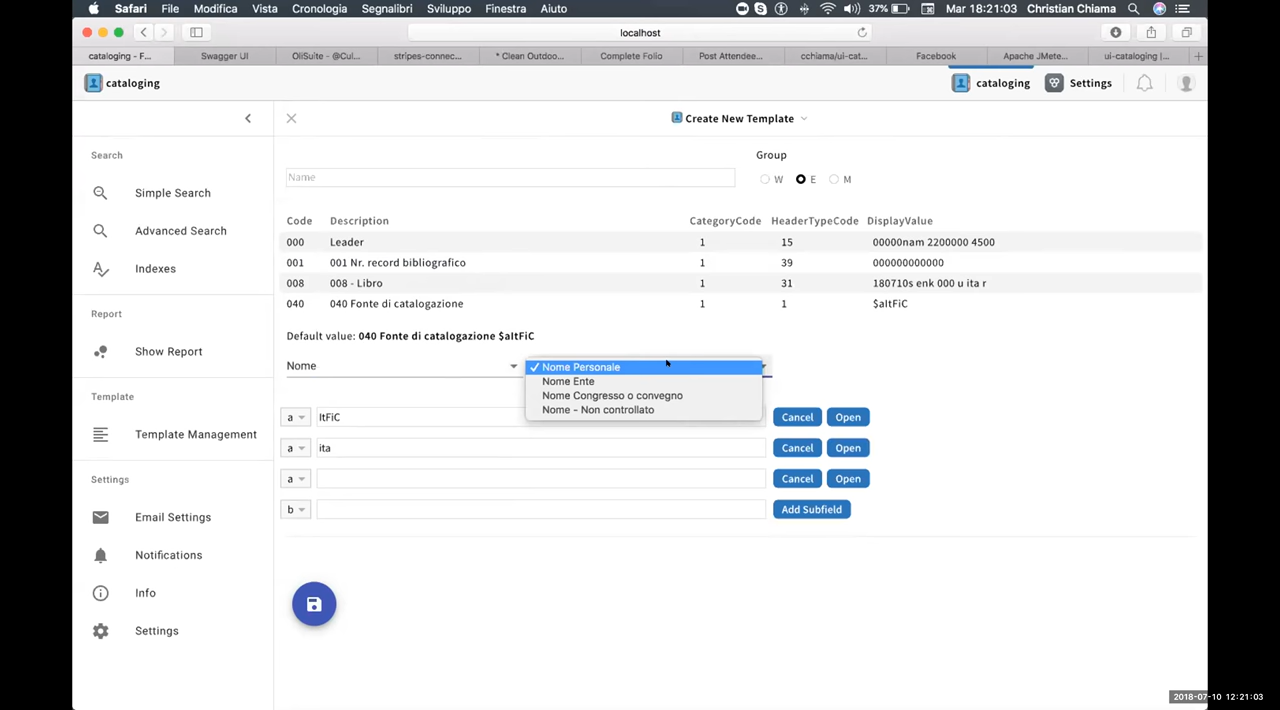 Safari File Modifica Vista Cronologia Segnalibri Sviluppo Finestra Aiuto 37% Mar 18:21:03 Christian Chiama
localhost
cataloging - F... Swagger UI OliSuite - @Cul... stripes-connec... * Clean Outdoo... Complete Folio Post Attendee... cchiama/ui-cat... Facebook Apache JMete... ui-cataloging |...
cataloging cataloging Settings
Create New Template
Search
Simple Search
Advanced Search
Indexes
Report
Show Report
Template
Template Management
Settings
Email Settings
Notifications
Info
Settings
Name
Group
W E M
Code Description CategoryCode HeaderTypeCode DisplayValue
000 Leader 1 15 00000nam 2200000 4500
001 001 Nr. record bibliografico 1 39 000000000000
008 008 - Libro 1 31 180710s enk 000 u ita r
040 040 Fonte di catalogazione 1 1 $aItFiC
Default value: 040 Fonte di catalogazione $aItFiC
Nome
Nome Personale
Nome Ente
Nome Congresso o convegno
Nome - Non controllato
a ItFiC Cancel Open
a ita Cancel Open
a Cancel Open
b Add Subfield
2018-07-10 12:21:03